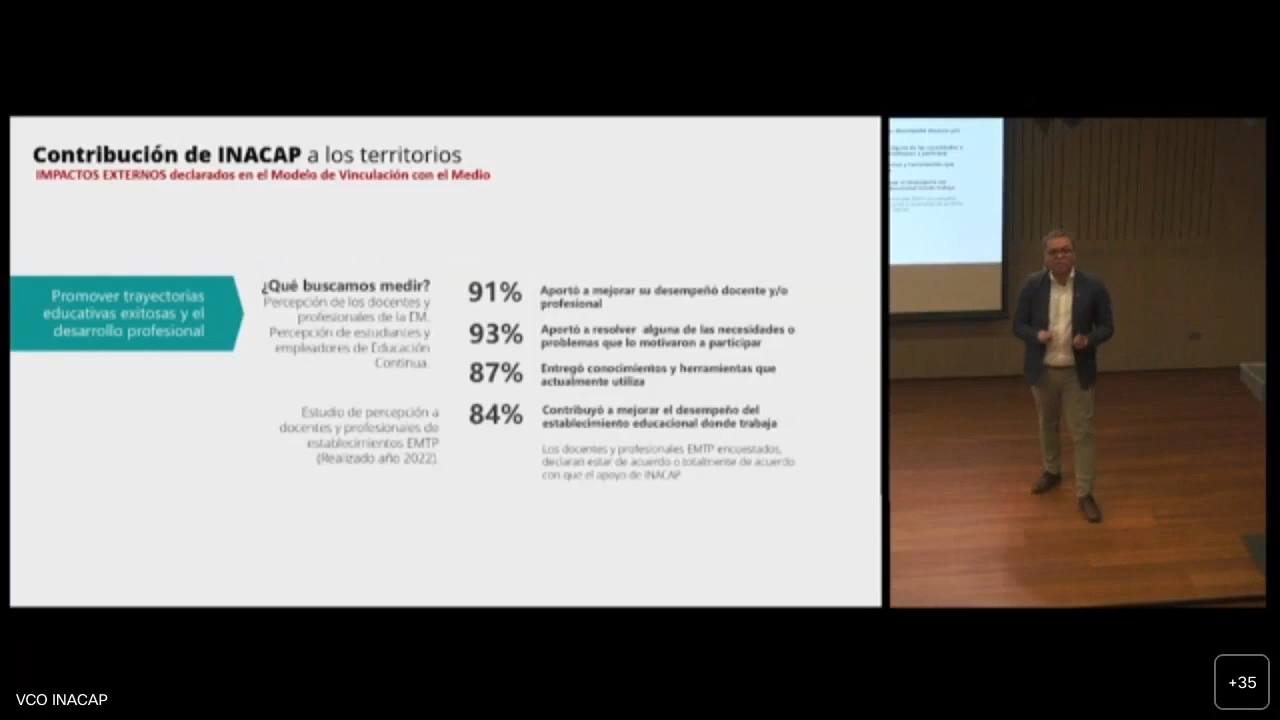 Contribución de INACAP a los territorios
IMPACTOS EXTERNOS declarados en el Modelo de Vinculación con el Medio
Promover trayectorias
educativas exitosas y el
desarrollo profesional
¿Qué buscamos medir?
Percepción de los docentes y
profesionales de la EM.
Percepción de estudiantes y
empleadores de Educación
Continua.
Estudio de percepción a
docentes y profesionales de
establecimientos EMTP
(Realizado año 2022).
91% Aportó a mejorar su desempeñó docente y/o
profesional
93% Aportó a resolver alguna de las necesidades o
problemas que lo motivaron a participar
87% Entregó conocimientos y herramientas que
actualmente utiliza
84% Contribuyó a mejorar el desempeño del
establecimiento educacional donde trabaja
Los docentes y profesionales EMTP encuestados,
declaran estar de acuerdo o totalmente de acuerdo
con que el apoyo de INACAP
VCO INACAP
+35